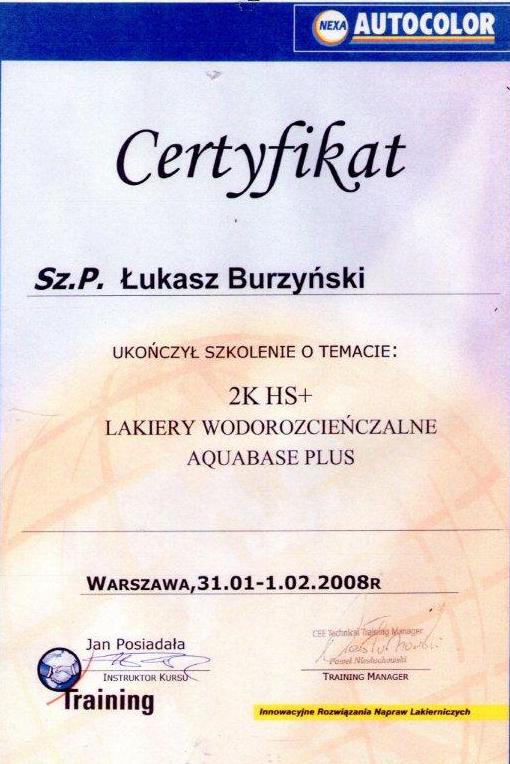 NEXA AUTOCOLOR
Certyfikat
Sz.P. Łukasz Burzyński
UKOŃCZYŁ SZKOLENIE O TEMACIE:
2K HS+
LAKIERY WODOROZCIEŃCZALNE
AQUABASE PLUS
WARSZAWA,31.01-1.02.2008R
Jan Posiadała
INSTRUKTOR KURSU
Training
CEE Technical Training Manager
Paweł
TRAINING MANAGER
Innowacyjne Rozwiązania Napraw Lakierniczych